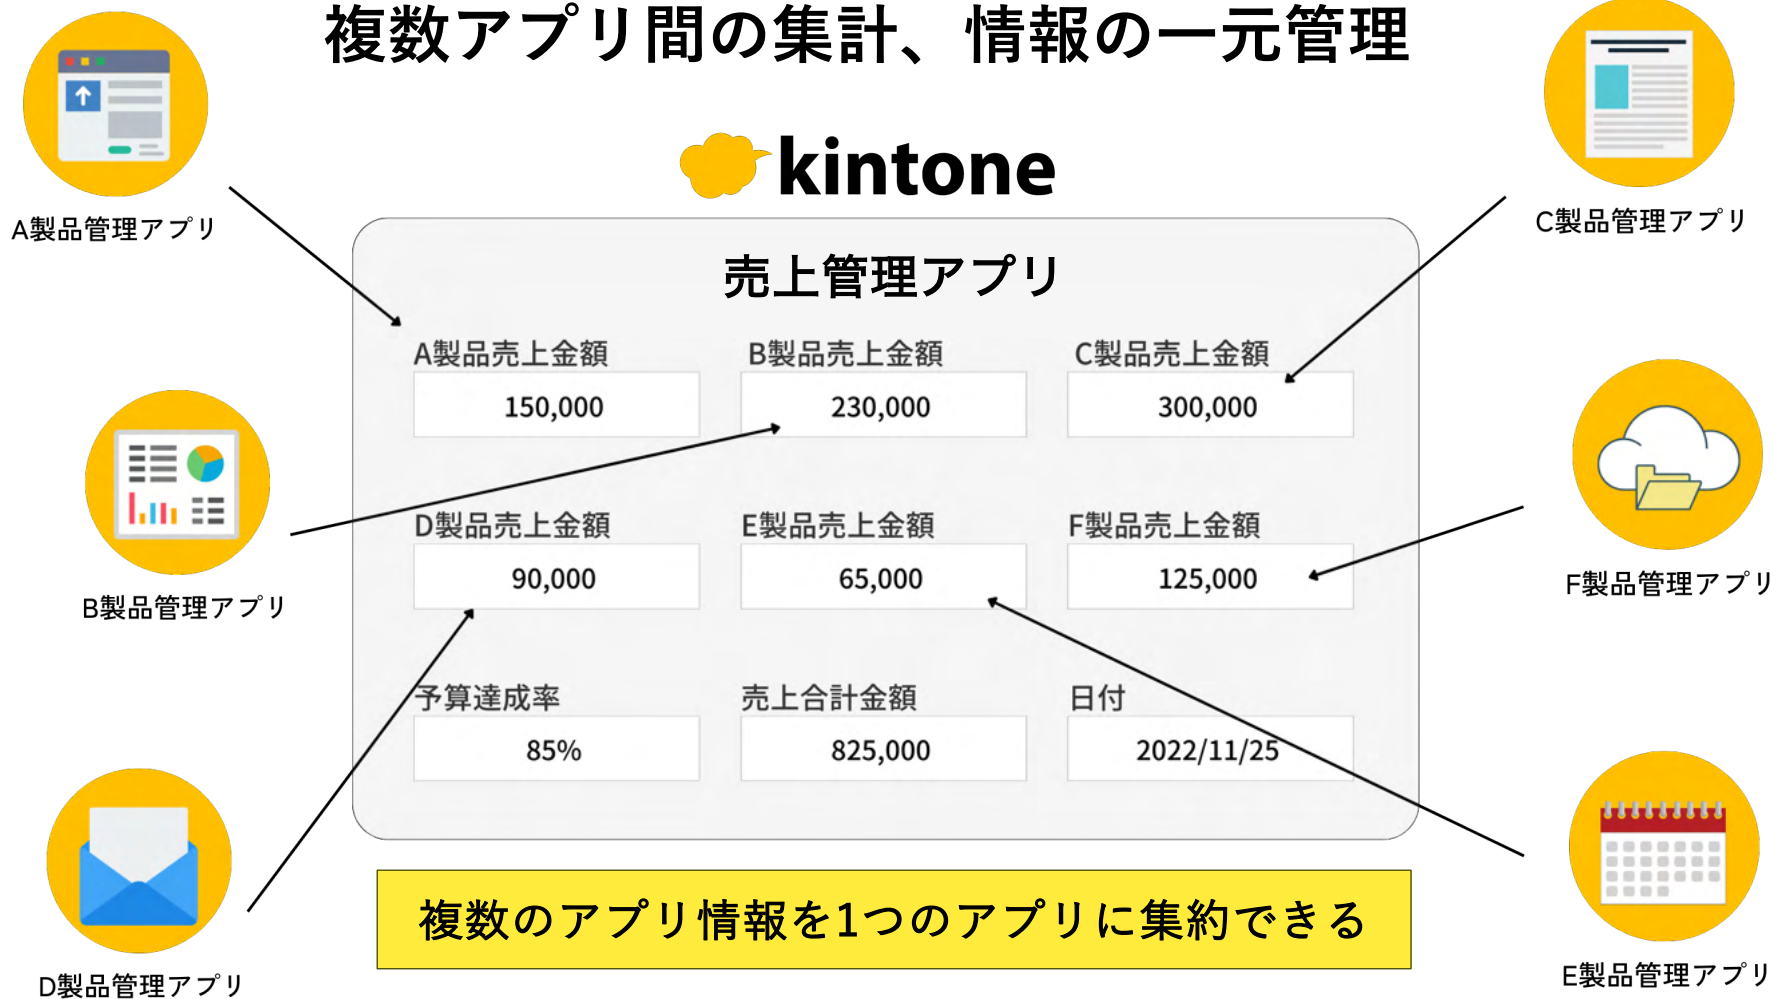 複数アプリ間の集計、情報の一元管理
kintone
A製品管理アプリ
C製品管理アプリ
売上管理アプリ
A製品売上金額
B製品売上金額
C製品売上金額
150,000
230,000
300,000
B製品管理アプリ
F製品管理アプリ
D製品売上金額
E製品売上金額
F製品売上金額
90,000
65,000
125,000
予算達成率
売上合計金額
日付
85%
825,000
2022/11/25
複数のアプリ情報を1つのアプリに集約できる
D製品管理アプリ
E製品管理アプリ